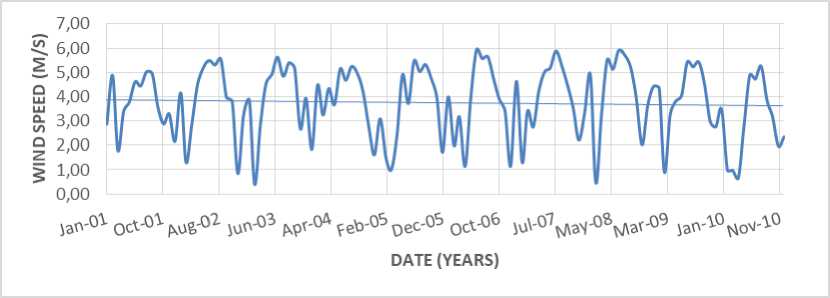 7,00
6,00
5,00
4,00
3,00
2,00
1,00
0,00
WIND SPEED (M/S)
Jan-01 Oct-01 Aug-02 Jun-03 Apr-04 Feb-05 Dec-05 Oct-06 Jul-07 May-08 Mar-09 Jan-10 Nov-10
DATE (YEARS)